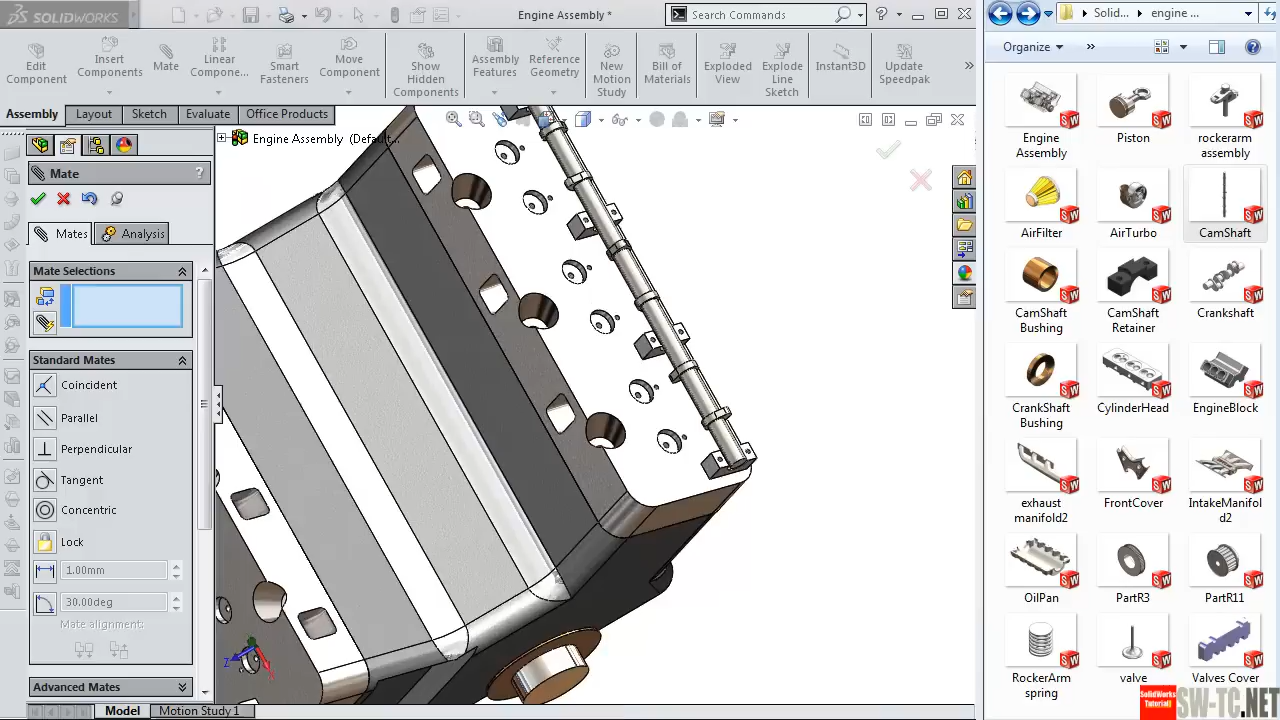 SOLIDWORKS
Engine Assembly *
Search Commands
Solid...
engine ...
Edit Component
Insert Components
Mate
Linear Compone...
Smart Fasteners
Move Component
Show Hidden Components
Assembly Features
Reference Geometry
New Motion Study
Bill of Materials
Exploded View
Explode Line Sketch
Instant3D
Update Speedpak
Organize
Assembly
Layout
Sketch
Evaluate
Office Products
Engine Assembly (Defaul...
Mate
?
Mates
Analysis
Mate Selections
Standard Mates
Coincident
Parallel
Perpendicular
Tangent
Concentric
Lock
1.00mm
30.00deg
Mate alignment:
Advanced Mates
Z
Model
Motion Study 1
Engine Assembly
Piston
rockerarm assembly
AirFilter
AirTurbo
CamShaft
CamShaft Bushing
CamShaft Retainer
Crankshaft
CrankShaft Bushing
CylinderHead
EngineBlock
exhaust manifold2
FrontCover
IntakeManifol d2
OilPan
PartR3
PartR11
RockerArm spring
valve
Valves Cover
SolidWorks Tutorial
SW-TC.NET